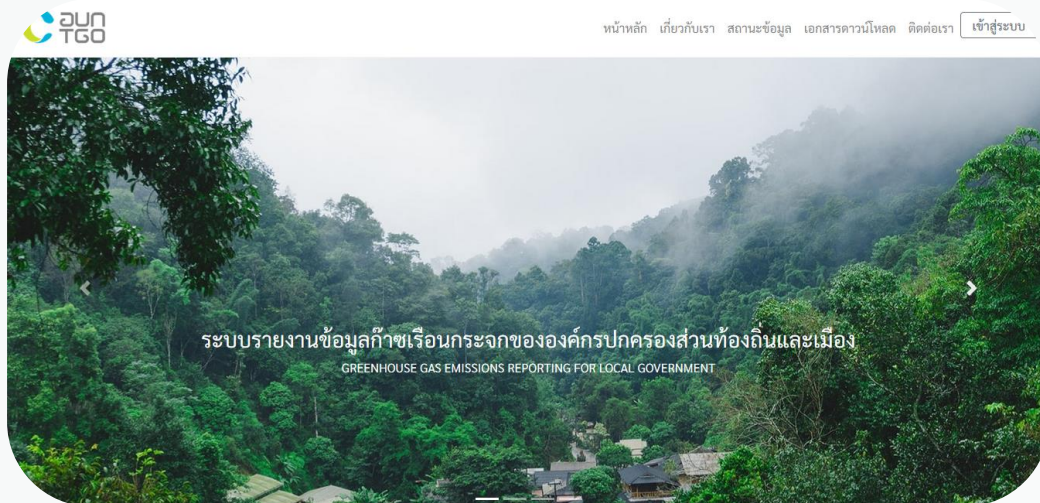 อบก
TGO
หน้าหลัก เกี่ยวกับเรา สถานะข้อมูล เอกสารดาวน์โหลด ติดต่อเรา เข้าสู่ระบบ
ระบบรายงานข้อมูลก๊าซเรือนกระจกขององค์กรปกครองส่วนท้องถิ่นและเมือง
GREENHOUSE GAS EMISSIONS REPORTING FOR LOCAL GOVERNMENT